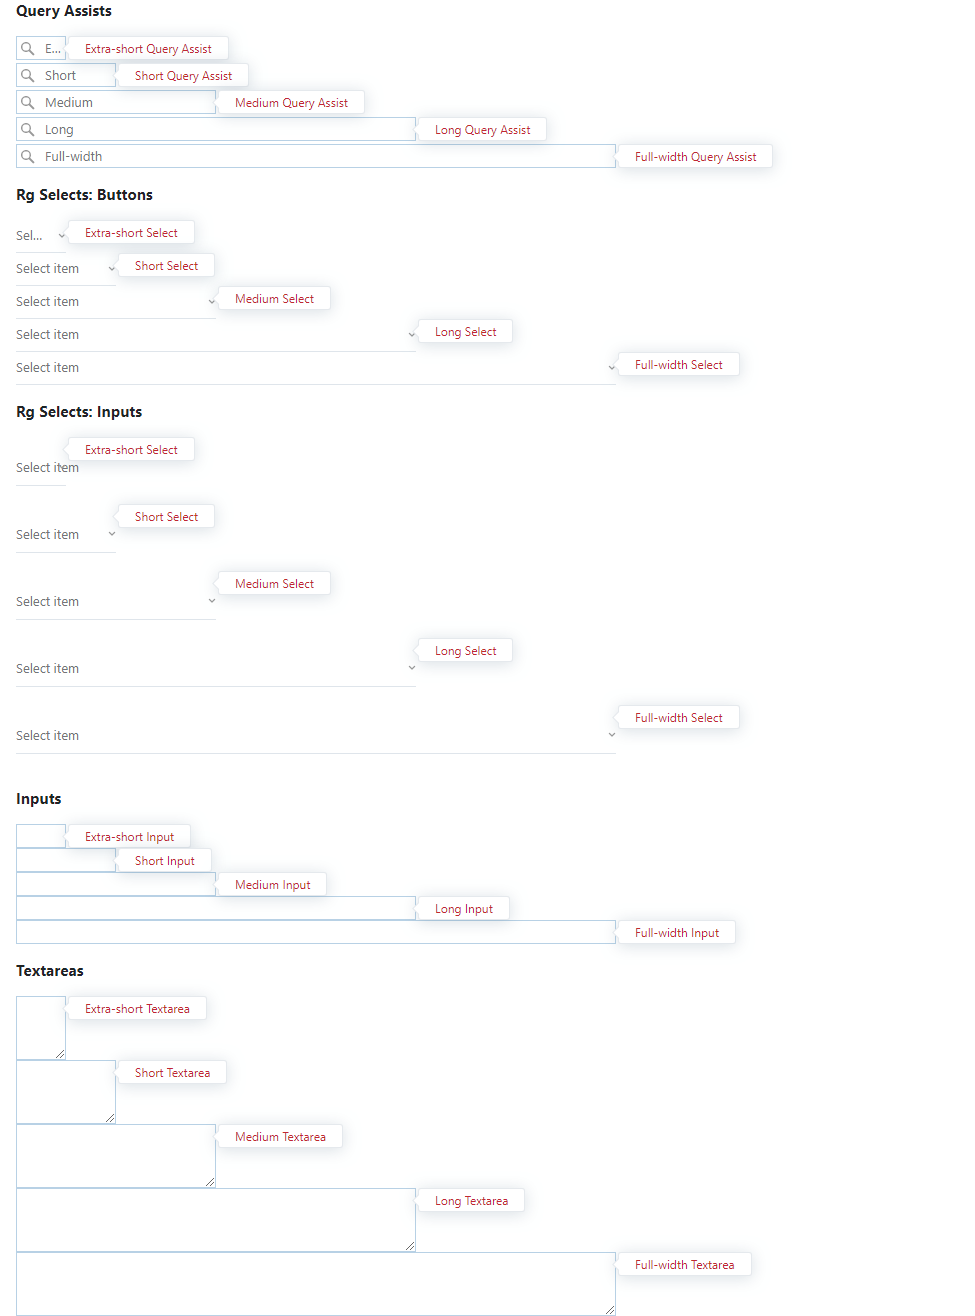 Query Assists
E... Extra-short Query Assist
Short Short Query Assist
Medium Medium Query Assist
Long Long Query Assist
Full-width Full-width Query Assist
Rg Selects: Buttons
Sel... Extra-short Select
Select item Short Select
Select item Medium Select
Select item Long Select
Select item Full-width Select
Rg Selects: Inputs
Extra-short Select
Select item
Short Select
Select item
Medium Select
Select item
Long Select
Select item
Full-width Select
Select item
Inputs
Extra-short Input
Short Input
Medium Input
Long Input
Full-width Input
Textareas
Extra-short Textarea
Short Textarea
Medium Textarea
Long Textarea
Full-width Textarea